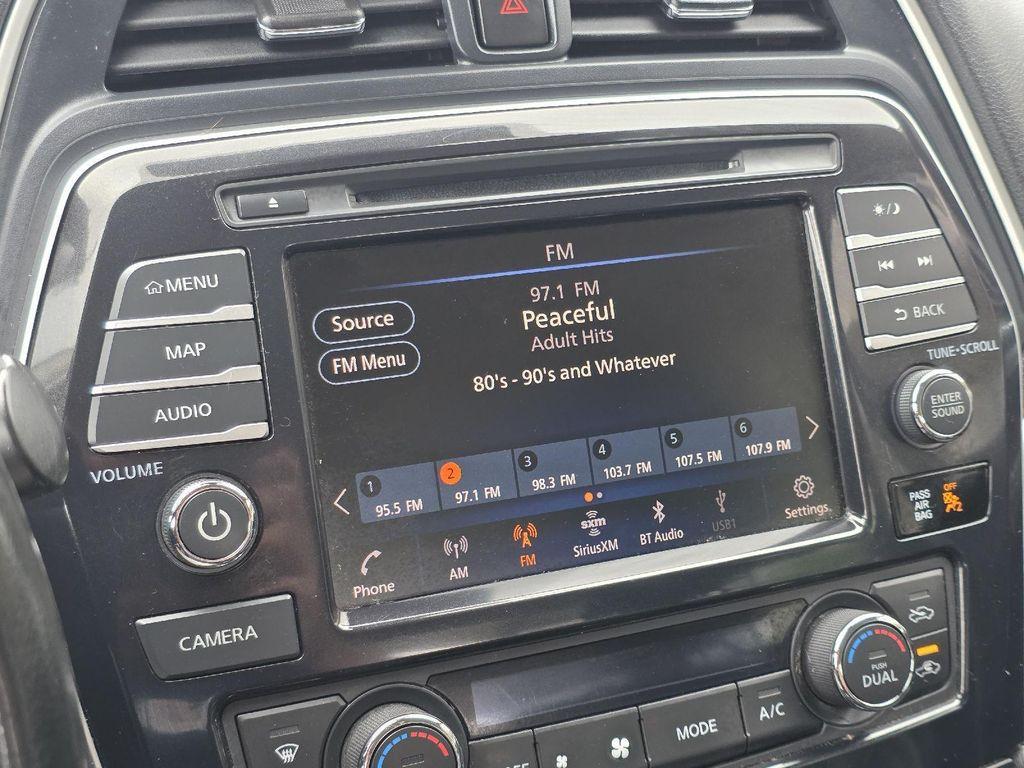 FM
97.1 FM
Peaceful
Adult Hits
80's - 90's and Whatever
Source
FM Menu
1 95.5 FM
2 97.1 FM
3 98.3 FM
4 103.7 FM
5 107.5 FM
6 107.9 FM
Phone
AM
FM
sxm
SiriusXM
BT Audio
USB1
Settings
MENU
MAP
AUDIO
VOLUME
CAMERA
BACK
TUNE•SCROLL
ENTER
SOUND
PASS
AIR
BAG
OFF
2
MODE
A/C
PUSH
DUAL